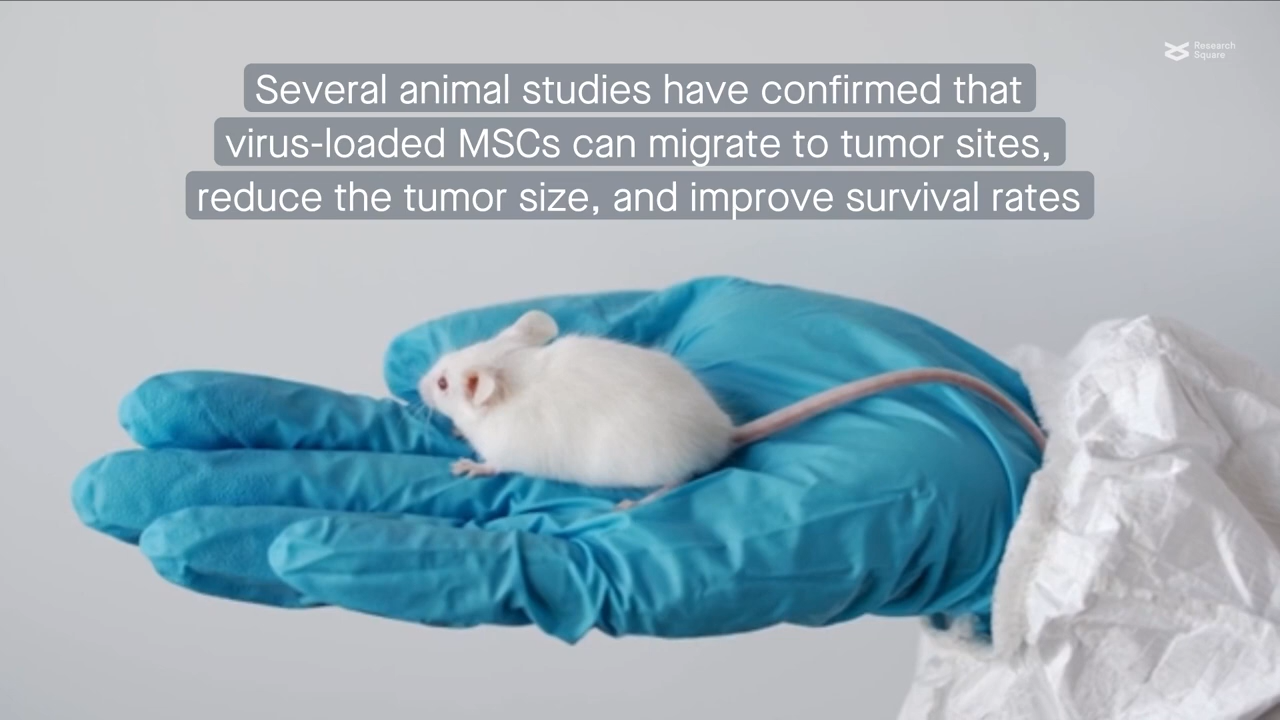 Research
Square
Several animal studies have confirmed that
virus-loaded MSCs can migrate to tumor sites,
reduce the tumor size, and improve survival rates